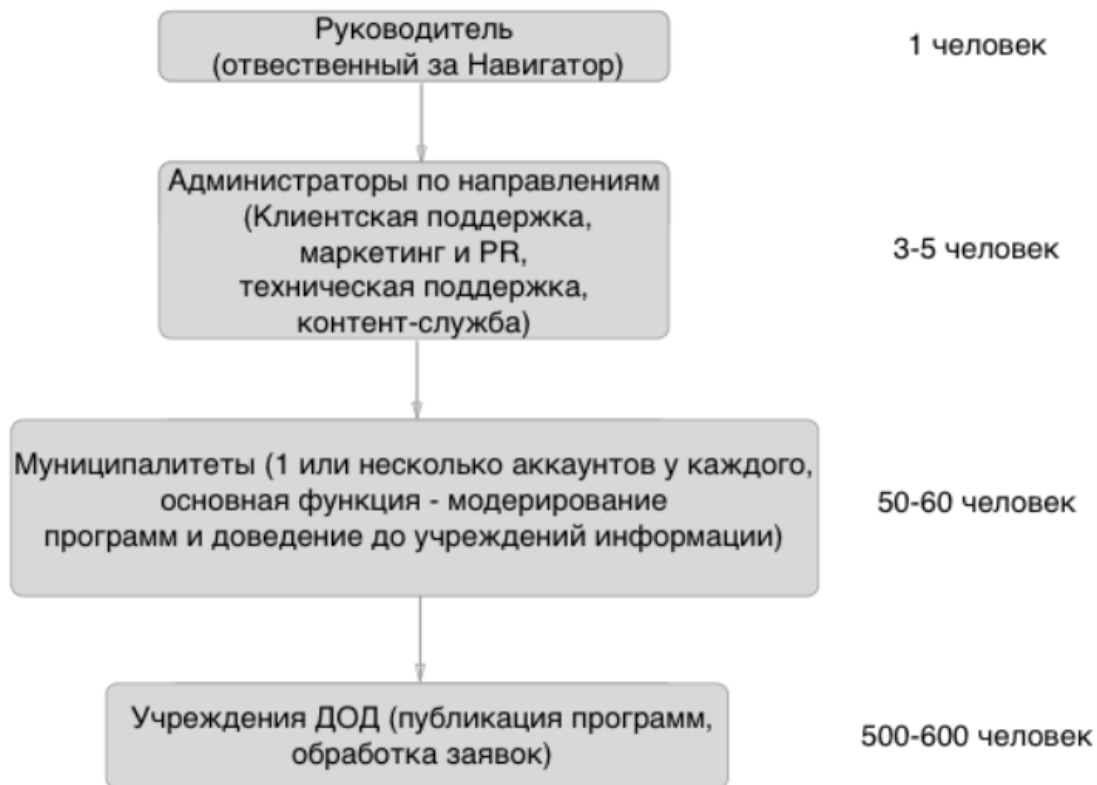 Руководитель
(отвественный за Навигатор)
1 человек
Администраторы по направлениям
(Клиентская поддержка,
маркетинг и PR,
техническая поддержка,
контент-служба)
3-5 человек
Муниципалитеты (1 или несколько аккаунтов у каждого,
основная функция - модерирование
программ и доведение до учреждений информации)
50-60 человек
Учреждения ДОД (публикация программ,
обработка заявок)
500-600 человек